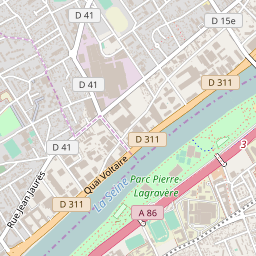 D 41
D 15e
D 41
D 311
D 41
D 311
3
Quai Voltaire
Rue Jean Jaurès
Parc Pierre-
Lagravère
La Seine
D 311
A 86